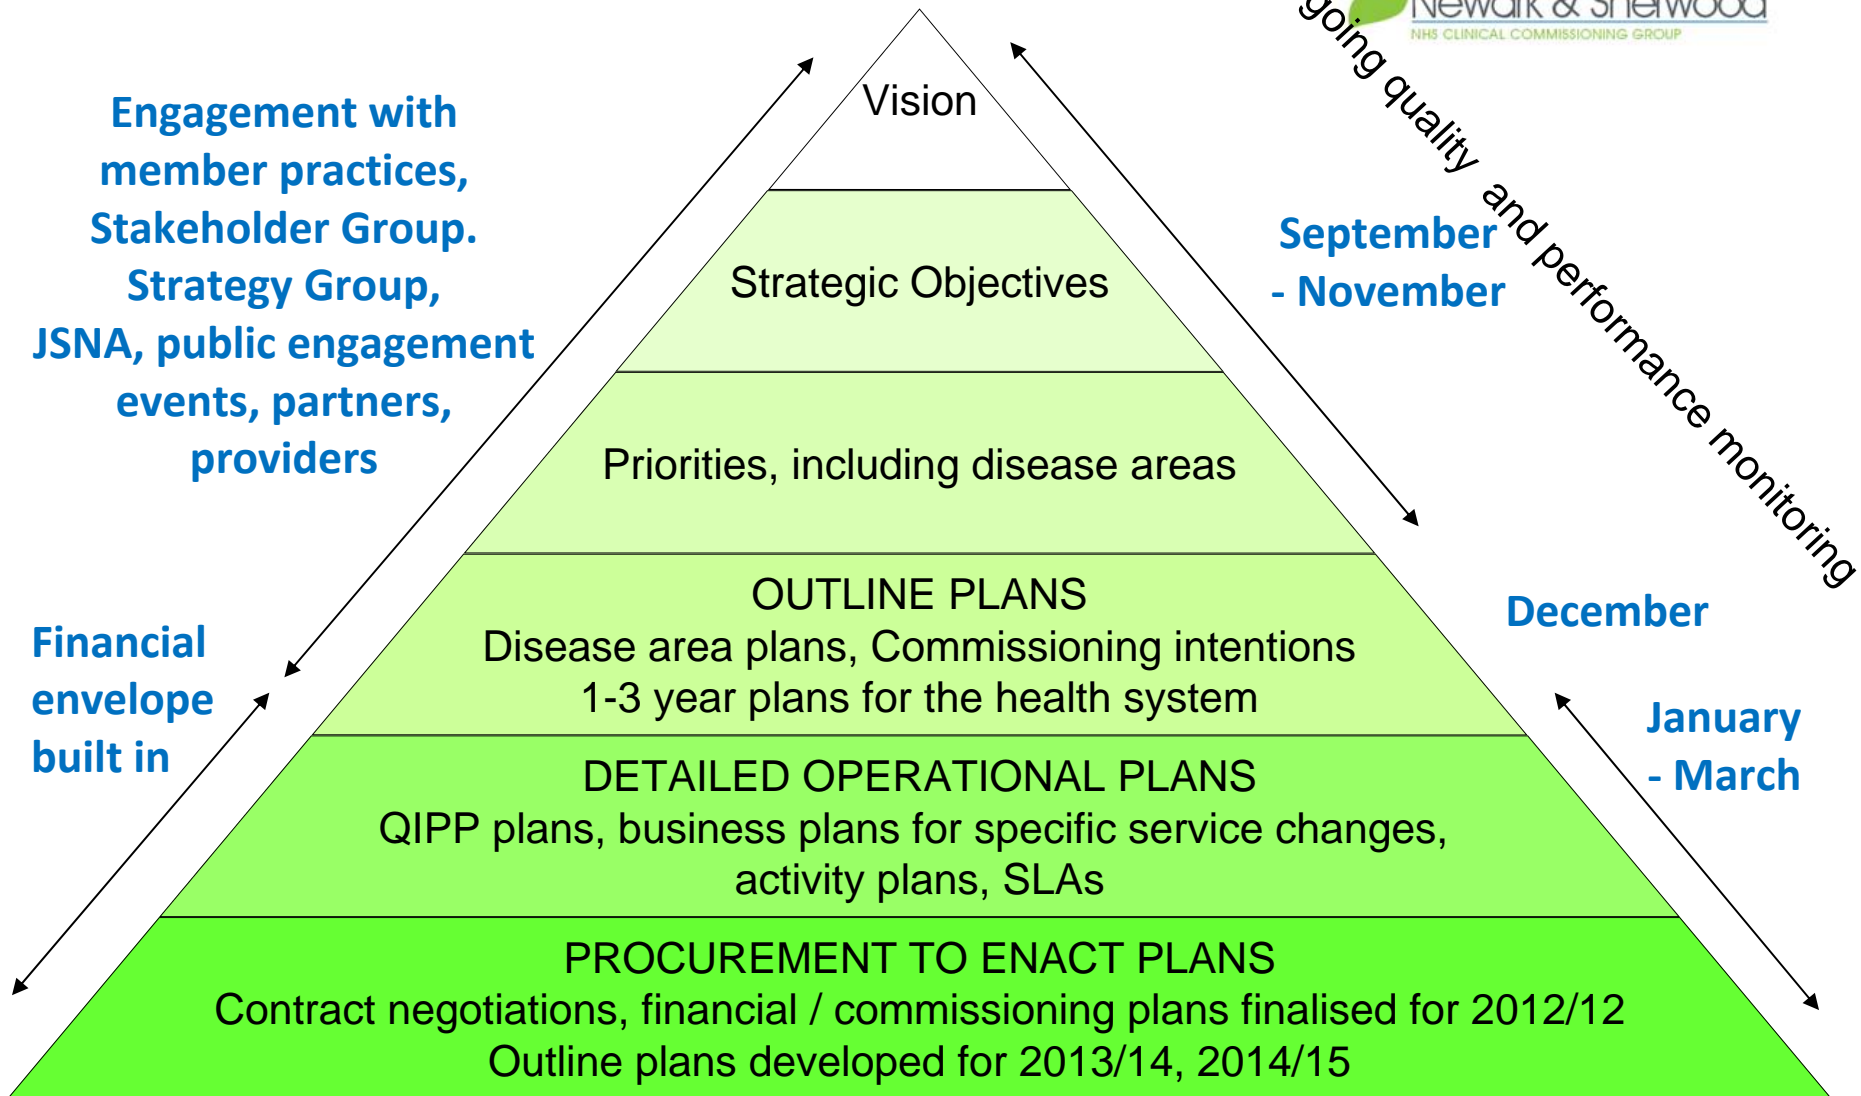 Newark & Sherwood
NHS CLINICAL COMMISSIONING GROUP
going quality and performance monitoring
Engagement with
member practices,
Stakeholder Group.
Strategy Group,
JSNA, public engagement
events, partners,
providers
Financial
envelope
built in
Vision
Strategic Objectives
Priorities, including disease areas
OUTLINE PLANS
Disease area plans, Commissioning intentions
1-3 year plans for the health system
DETAILED OPERATIONAL PLANS
QIPP plans, business plans for specific service changes,
activity plans, SLAs
PROCUREMENT TO ENACT PLANS
Contract negotiations, financial / commissioning plans finalised for 2012/12
Outline plans developed for 2013/14, 2014/15
September
- November
December
January
- March